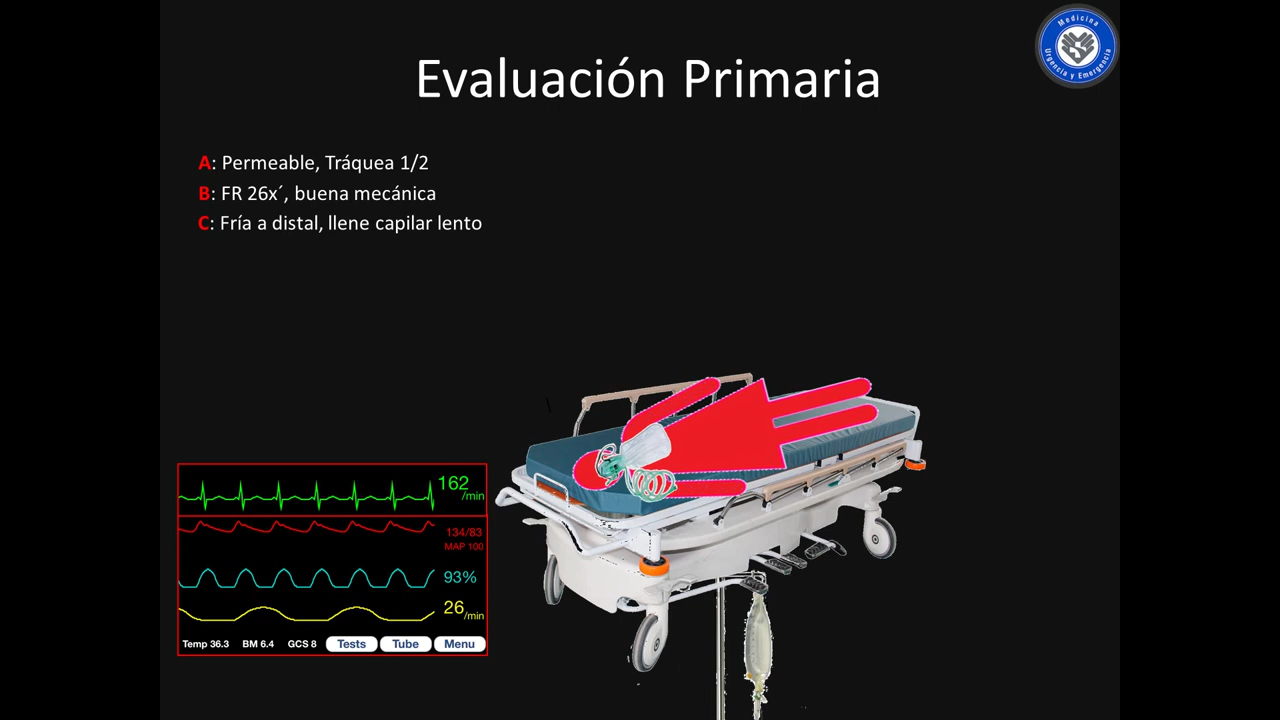 Medicina
Urgencia y Emergencia
Evaluación Primaria
A: Permeable, Tráquea 1/2
B: FR 26x´, buena mecánica
C: Fría a distal, llene capilar lento
162/min
134/83
MAP 100
93%
26/min
Temp 36.3 BM 6.4 GCS 8 Tests Tube Menu